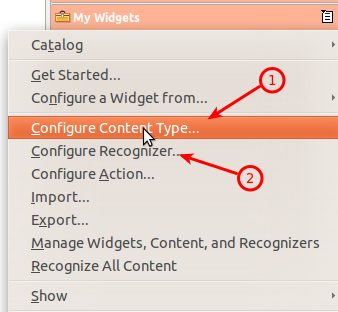 My Widgets
Catalog
Get Started...
Configure a Widget from...
1
Configure Content Type...
Configure Recognizer...
Configure Action...
2
Import...
Export...
Manage Widgets, Content, and Recognizers
Recognize All Content
Show